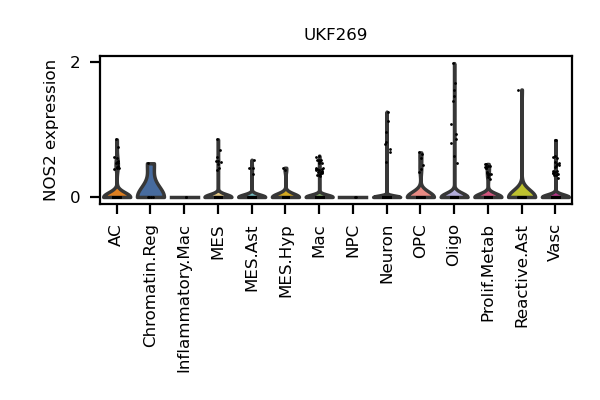 UKF269
NOS2 expression
2
0
AC
Chromatin.Reg
Inflammatory.Mac
MES
MES.Ast
MES.Hyp
Mac
NPC
Neuron
OPC
Oligo
Prolif.Metab
Reactive.Ast
Vasc